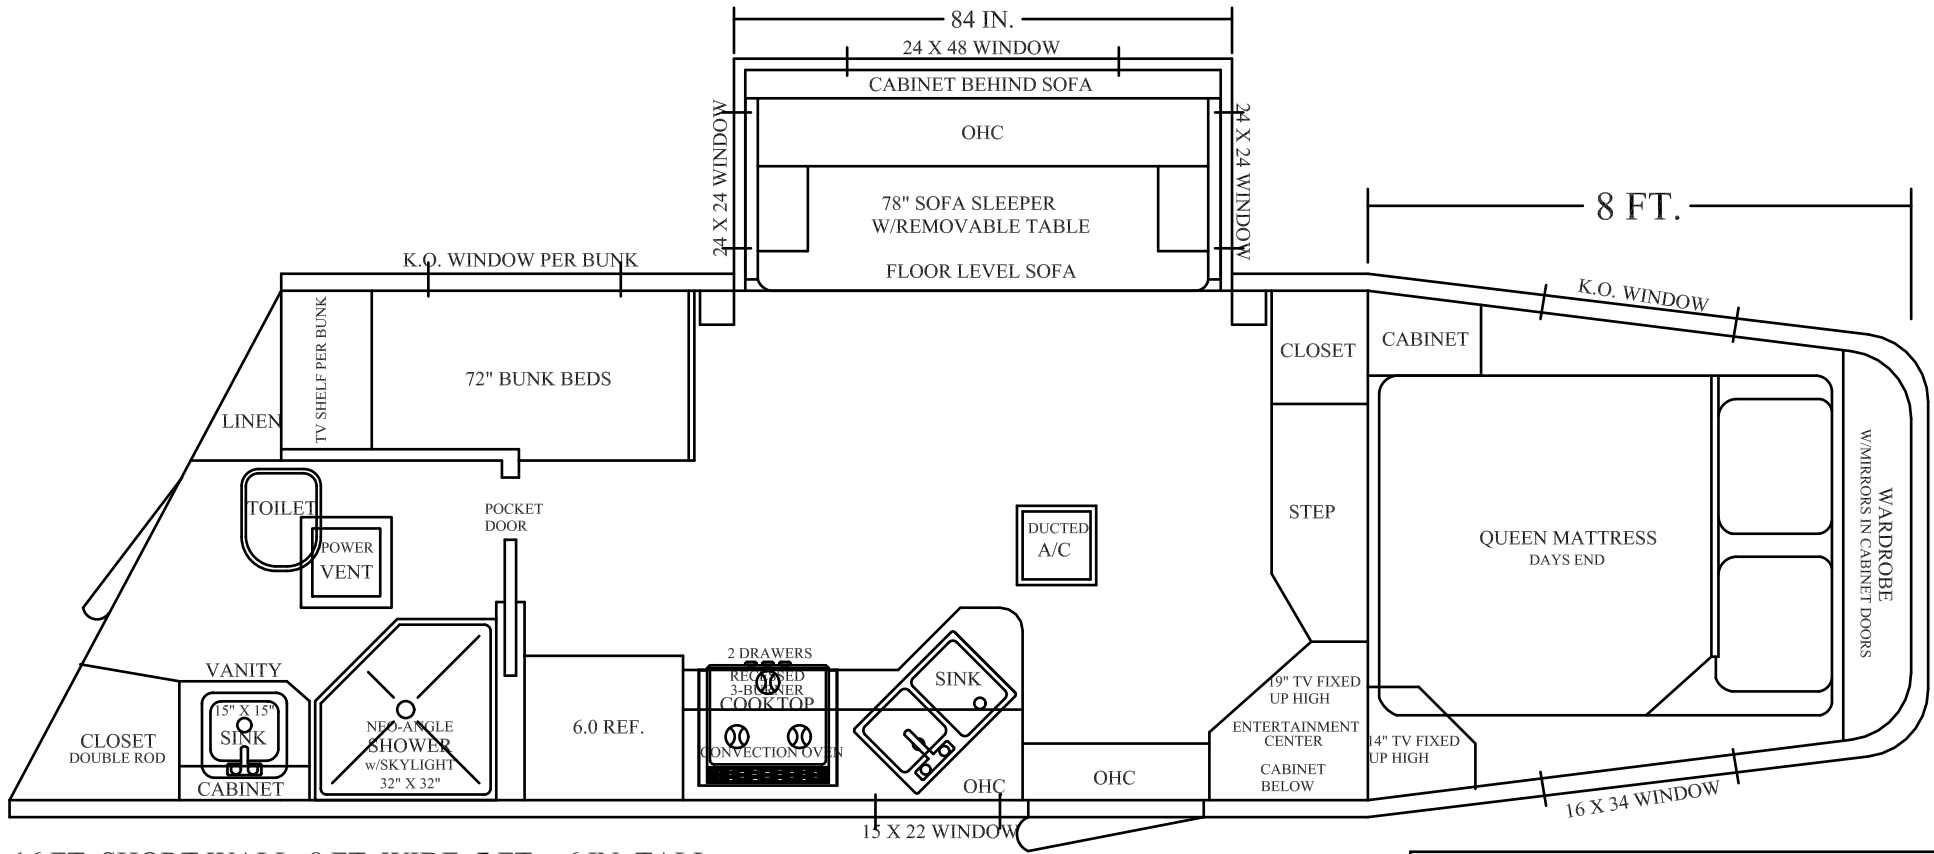 84 IN.
24 X 48 WINDOW
CABINET BEHIND SOFA
OHC
24 X 24 WINDOW
24 X 24 WINDOW
78" SOFA SLEEPER
W/REMOVABLE TABLE
FLOOR LEVEL SOFA
8 FT.
K.O. WINDOW PER BUNK
K.O. WINDOW
TV SHELF PER BUNK
72" BUNK BEDS
LINEN
CLOSET
CABINET
TOILET
POWER
VENT
POCKET
DOOR
DUCTED
A/C
STEP
QUEEN MATTRESS
DAYS END
WARDROBE
W/MIRRORS IN CABINET DOORS
VANITY
15" X 15"
SINK
CABINET
CLOSET
DOUBLE ROD
NEO-ANGLE
SHOWER
w/SKYLIGHT
32" X 32"
6.0 REF.
2 DRAWERS
RECESSED
3-BURNER
COOKTOP
CONVECTION OVEN
SINK
OHC
OHC
19" TV FIXED
UP HIGH
ENTERTAINMENT
CENTER
CABINET
BELOW
14" TV FIXED
UP HIGH
15 X 22 WINDOW
16 X 34 WINDOW